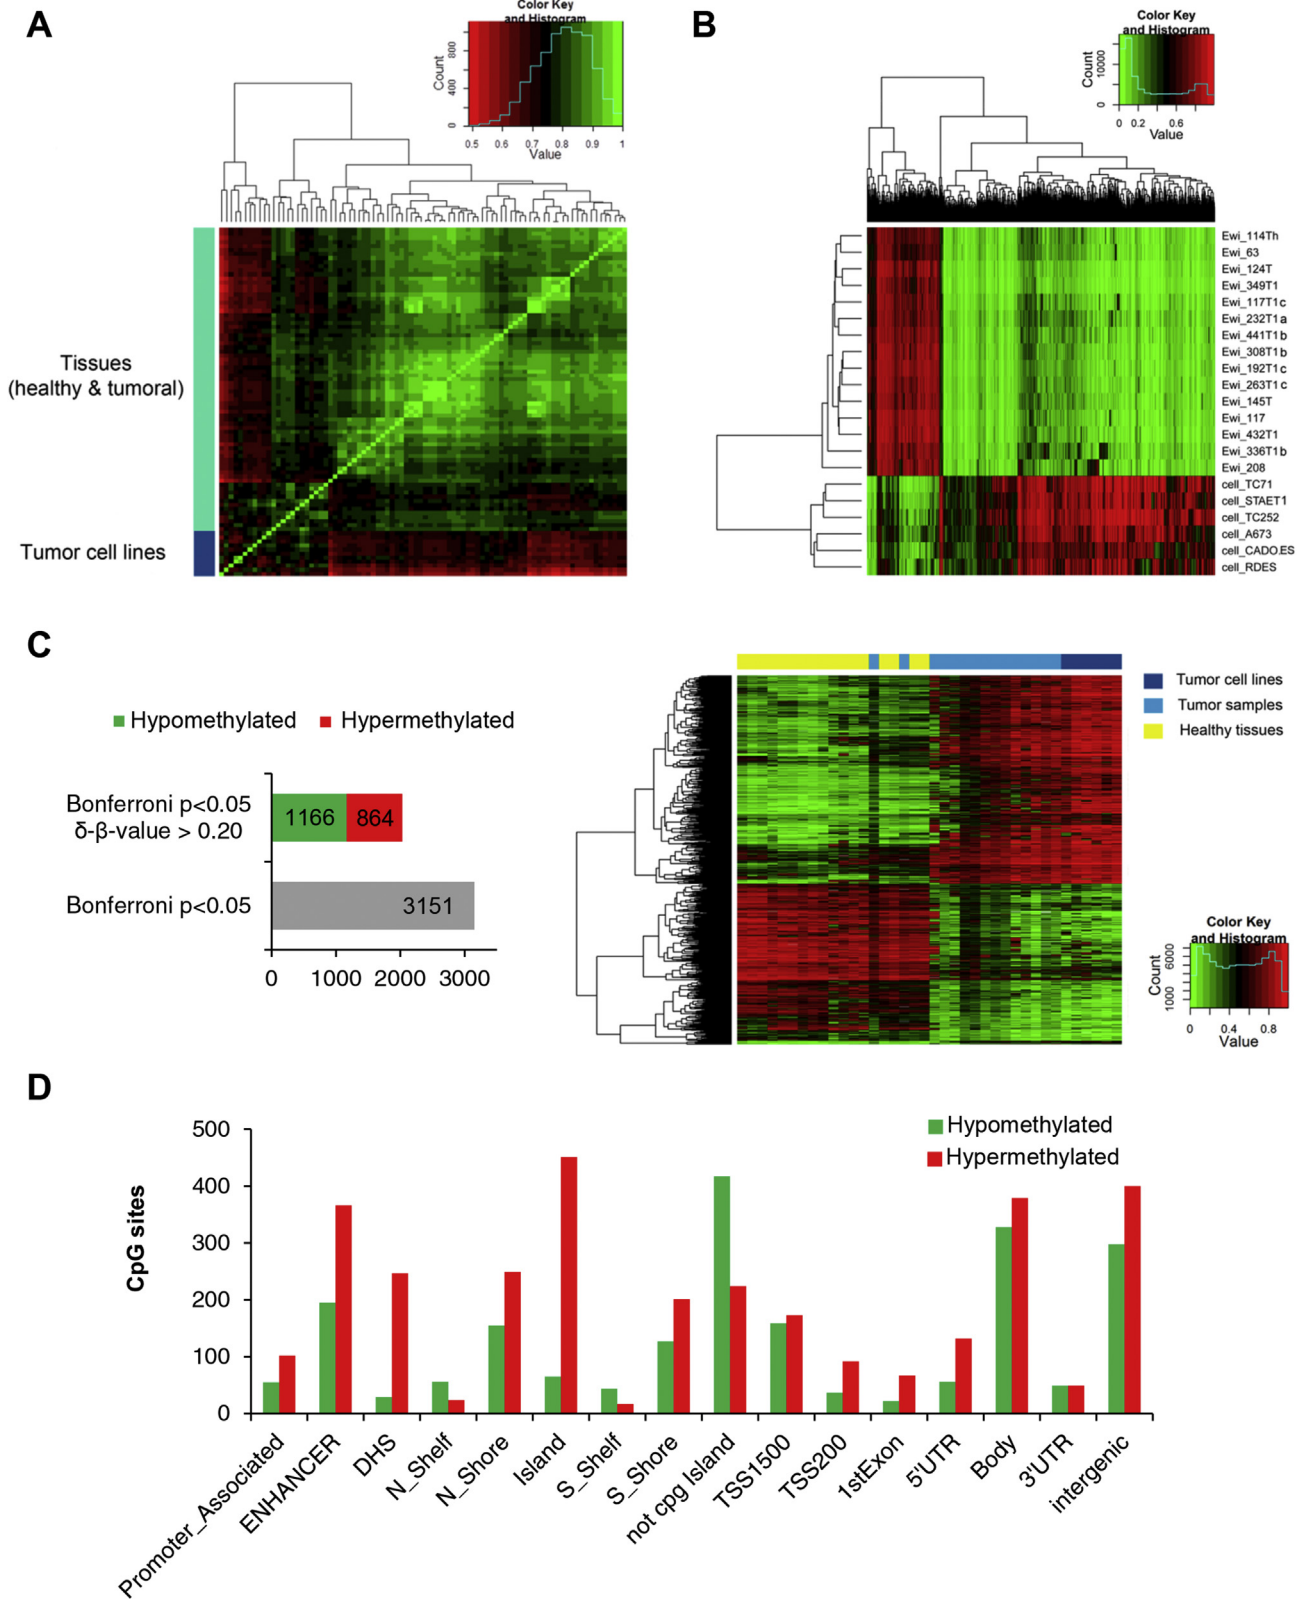 A
Color Key
and Histogram
Count
0 400 800
0.5 0.6 0.7 0.8 0.9 1
Value
Tissues
(healthy & tumoral)
Tumor cell lines
B
Color Key
and Histogram
Count
0 10000
0 0.2 0.6
Value
Ewi_114Th
Ewi_63
Ewi_124T
Ewi_349T1
Ewi_117T1c
Ewi_232T1a
Ewi_441T1b
Ewi_308T1b
Ewi_192T1c
Ewi_263T1c
Ewi_145T
Ewi_117
Ewi_432T1
Ewi_336T1b
Ewi_208
cell_TC71
cell_STAET1
cell_TC252
cell_A673
cell_CADO.ES
cell_RDES
C
Hypomethylated Hypermethylated
Bonferroni p<0.05
δ-β-value > 0.20
1166 864
Bonferroni p<0.05
3151
0 1000 2000 3000
Tumor cell lines
Tumor samples
Healthy tissues
Color Key
and Histogram
Count
1000 6000
0 0.4 0.8
Value
D
Hypomethylated
Hypermethylated
CpG sites
500
400
300
200
100
0
Promoter_Associated
ENHANCER
DHS
N_Shelf
N_Shore
Island
S_Shelf
S_Shore
not cpg Island
TSS1500
TSS200
1stExon
5'UTR
Body
3'UTR
intergenic